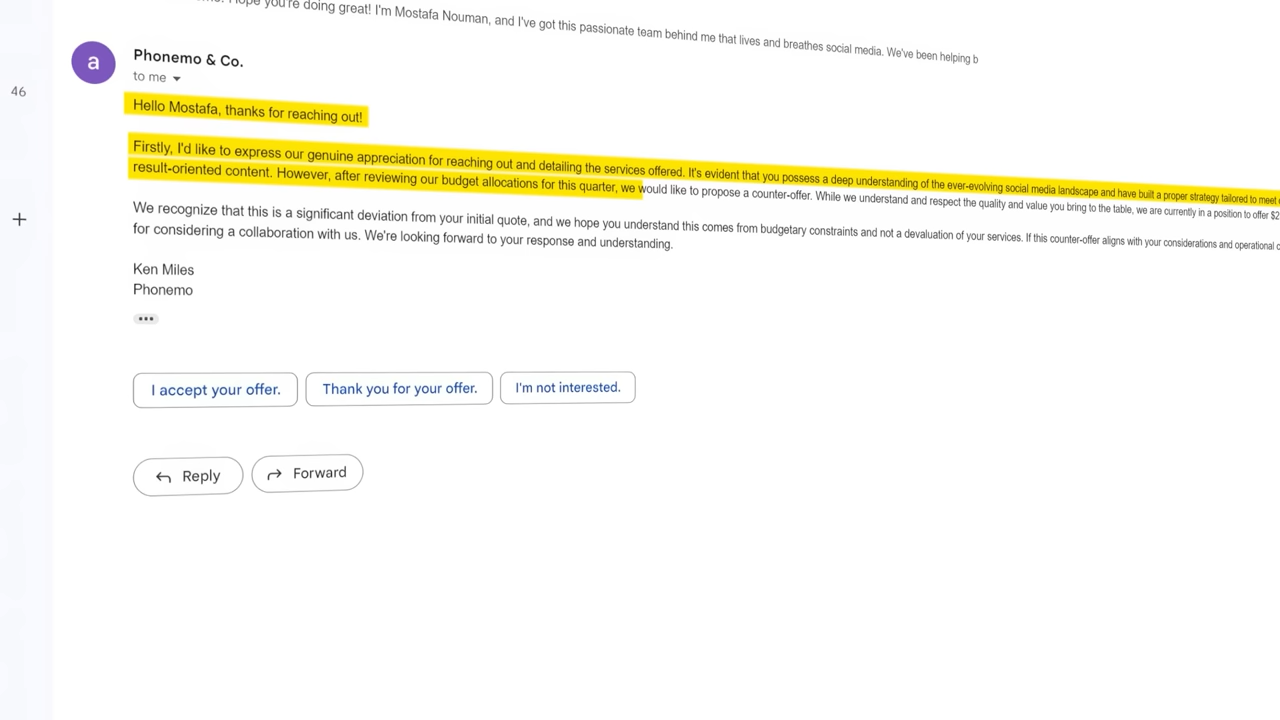 you're doing great! I'm Mostafa Nouman, and I've got this passionate team behind me that lives and breathes social media. We've been helping b
a
Phonemo & Co.
to me
46
Hello Mostafa, thanks for reaching out!
Firstly, I'd like to express our genuine appreciation for reaching out and detailing the services offered. It's evident that you possess a deep understanding of the ever-evolving social media landscape and have built a proper strategy tailored to meet
result-oriented content. However, after reviewing our budget allocations for this quarter, we would like to propose a counter-offer. While we understand and respect the quality and value you bring to the table, we are currently in a position to offer $2
We recognize that this is a significant deviation from your initial quote, and we hope you understand this comes from budgetary constraints and not a devaluation of your services. If this counter-offer aligns with your considerations and operational
for considering a collaboration with us. We're looking forward to your response and understanding.
Ken Miles
Phonemo
I accept your offer.
Thank you for your offer.
I'm not interested.
Reply
Forward